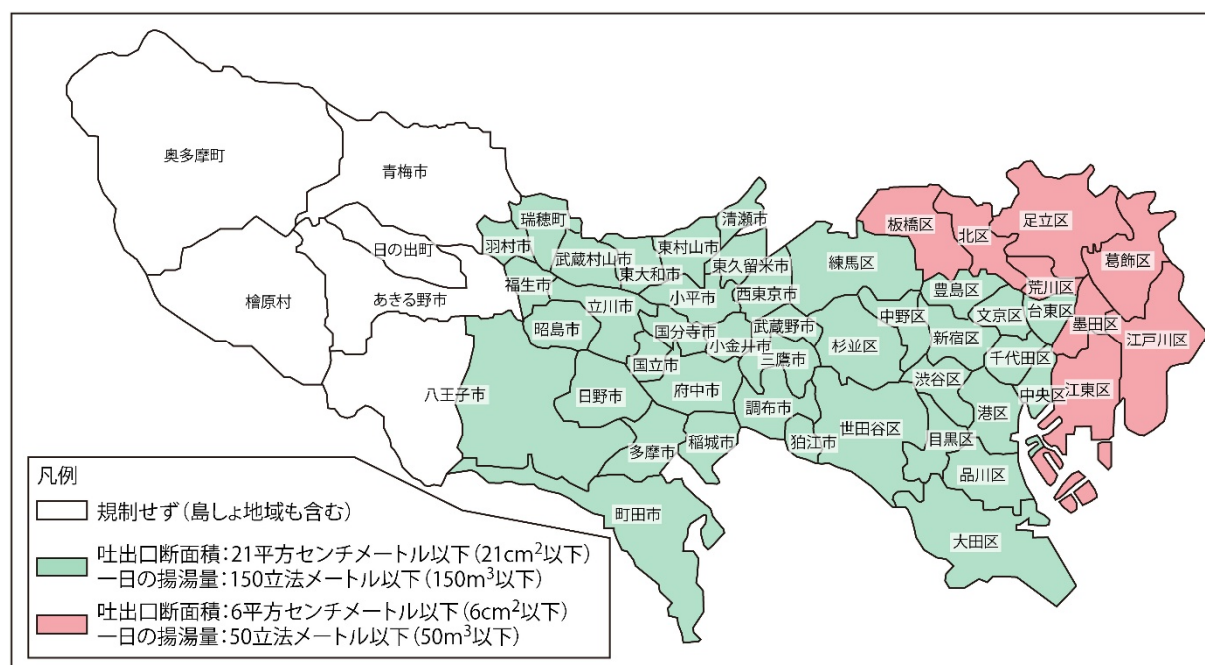 奥多摩町
青梅市
日の出町
檜原村
あきる野市
八王子市
瑞穂町
羽村市
武蔵村山市
福生市
東大和市
東村山市
清瀬市
東久留米市
昭島市
立川市
小平市
西東京市
国分寺市
小金井市
武蔵野市
三鷹市
国立市
日野市
府中市
調布市
狛江市
多摩市
稲城市
町田市
練馬区
板橋区
北区
足立区
葛飾区
荒川区
豊島区
文京区
台東区
墨田区
江戸川区
中野区
杉並区
新宿区
千代田区
渋谷区
中央区
江東区
港区
世田谷区
目黒区
品川区
大田区
凡例
規制せず(島しょ地域も含む)
吐出口断面積:21平方センチメートル以下(21cm²以下)
一日の揚湯量:150立法メートル以下(150m³以下)
吐出口断面積:6平方センチメートル以下(6cm²以下)
一日の揚湯量:50立法メートル以下(50m³以下)